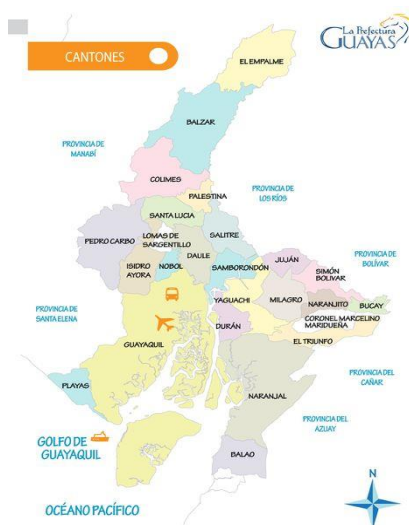 La Prefectura
GUAYAS
CANTONES
EL EMPALME
BALZAR
PROVINCIA DE
MANABÍ
COLIMES
PALESTINA
PROVINCIA DE
LOS RÍOS
SANTA LUCIA
LOMAS DE
SARGENTILLO
SALITRE
PEDRO CARBO
DAULE
JUJÁN
PROVINCIA DE
BOLÍVAR
ISIDRO
AYORA
NOBOL
SAMBORONDÓN
SIMÓN
BOLIVAR
YAGUACHI
MILAGRO
NARANJITO
BUCAY
PROVINCIA DE
SANTA ELENA
CORONEL MARCELINO
MARIDUEÑA
DURÁN
GUAYAQUIL
EL TRIUNFO
PROVINCIA DEL
CAÑAR
PLAYAS
NARANJAL
PROVINCIA DEL
AZUAY
GOLFO DE
GUAYAQUIL
BALAO
N
OCÉANO PACÍFICO